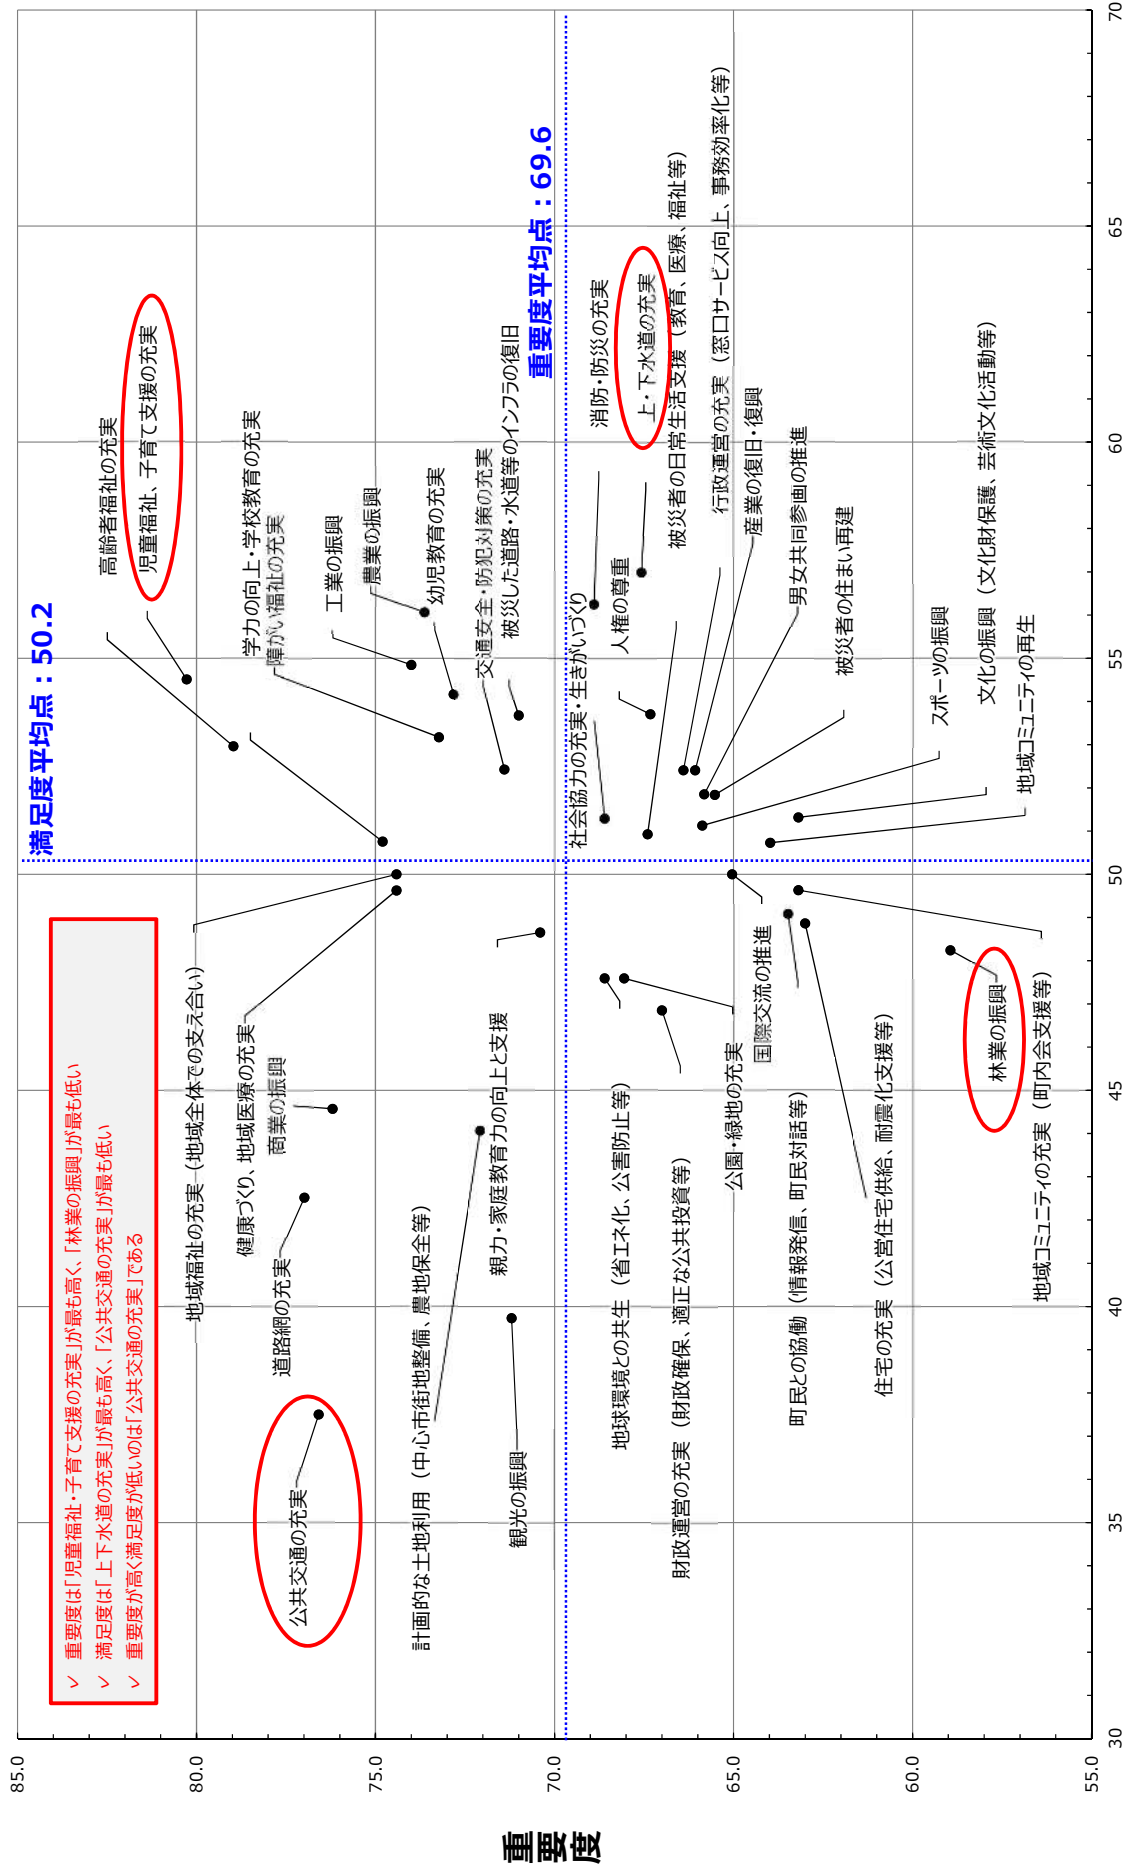 満足度平均点：50.2
重要度平均点：69.6
✓ 重要度は「児童福祉・子育て支援の充実」が最も高く、「林業の振興」が最も低い
✓ 満足度は「上下水道の充実」が最も高く、「公共交通の充実」が最も低い
✓ 重要度が高く満足度が低いのは「公共交通の充実」である
高齢者福祉の充実
児童福祉、子育て支援の充実
学力の向上・学校教育の充実
障がい福祉の充実
工業の振興
農業の振興
幼児教育の充実
交通安全・防犯対策の充実
被災した道路・水道等のインフラの復旧
地域福祉の充実（地域全体での支え合い）
健康づくり、地域医療の充実
商業の振興
道路網の充実
公共交通の充実
計画的な土地利用（中心市街地整備、農地保全等）
親力・家庭教育力の向上と支援
観光の振興
社会協力の充実・生きがいづくり
消防・防災の充実
人権の尊重
上・下水道の充実
被災者の日常生活支援（教育、医療、福祉等）
行政運営の充実（窓口サービス向上、事務効率化等）
産業の復旧・復興
男女共同参画の推進
被災者の住まい再建
スポーツの振興
文化の振興（文化財保護、芸術文化活動等）
地域コミュニティの再生
地球環境との共生（省エネ化、公害防止等）
財政運営の充実（財政確保、適正な公共投資等）
公園・緑地の充実
国際交流の推進
町民との協働（情報発信、町民対話等）
住宅の充実（公営住宅供給、耐震化支援等）
林業の振興
地域コミュニティの充実（町内会支援等）
重要度
85.0
80.0
75.0
70.0
65.0
60.0
55.0
30
35
40
45
50
55
60
65
70